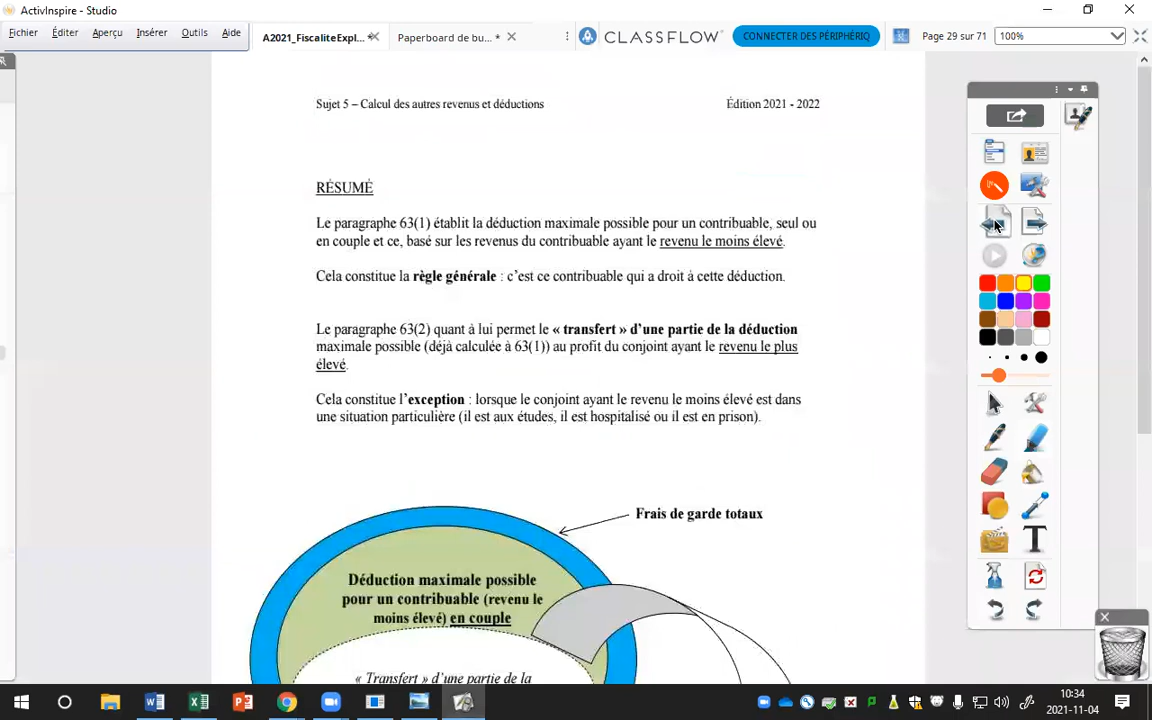 ActivInspire - Studio
Fichier Éditer Aperçu Insérer Outils Aide
A2021_FiscaliteExpl...
Paperboard de bu... *
CLASSFLOW
CONNECTER DES PÉRIPHÉRIQ
Page 29 sur 71
100%
Sujet 5 – Calcul des autres revenus et déductions
Édition 2021 - 2022
RÉSUMÉ
Le paragraphe 63(1) établit la déduction maximale possible pour un contribuable, seul ou
en couple et ce, basé sur les revenus du contribuable ayant le revenu le moins élevé.
Cela constitue la règle générale : c'est ce contribuable qui a droit à cette déduction.
Le paragraphe 63(2) quant à lui permet le « transfert » d'une partie de la déduction
maximale possible (déjà calculée à 63(1)) au profit du conjoint ayant le revenu le plus
élevé.
Cela constitue l'exception : lorsque le conjoint ayant le revenu le moins élevé est dans
une situation particulière (il est aux études, il est hospitalisé ou il est en prison).
Frais de garde totaux
Déduction maximale possible
pour un contribuable (revenu le
moins élevé) en couple
« Transfert » d'une partie de la
10:34
2021-11-04